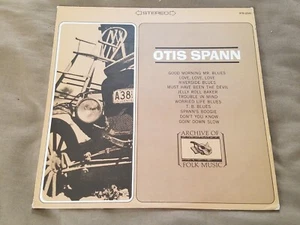 STEREO
OTIS SPANN
GOOD MORNING MR. BLUES
LOVE, LOVE, LOVE
RIVERSIDE BLUES
MUST HAVE BEEN THE DEVIL
JELLY ROLL BAKER
TROUBLE IN MIND
WORRIED LIFE BLUES
T. B. BLUES
SPANN'S BOOGIE
DON'T YOU KNOW
GOIN' DOWN SLOW
A38
ARCHIVE OF
FOLK MUSIC